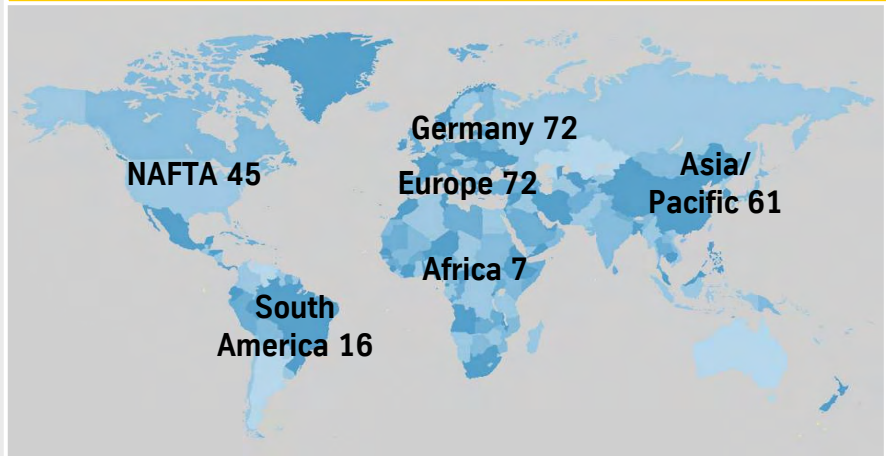 Germany 72
NAFTA 45
Europe 72
Asia/
Pacific 61
Africa 7
South
America 16